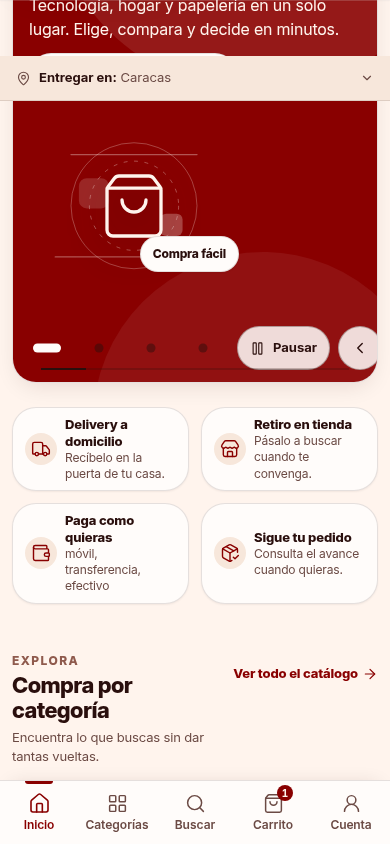 Tecnología, hogar y papelería en un solo
lugar. Elige, compara y decide en minutos.
Entregar en: Caracas
Compra fácil
Pausar
Delivery a
domicilio
Recíbelo en la
puerta de tu casa.
Retiro en tienda
Pásalo a buscar
cuando te
convenga.
Paga como
quieras
móvil,
transferencia,
efectivo
Sigue tu pedido
Consulta el avance
cuando quieras.
EXPLORA
Compra por
categoría
Ver todo el catálogo
Encuentra lo que buscas sin dar
tantas vueltas.
1
Inicio
Categorías
Buscar
Carrito
Cuenta